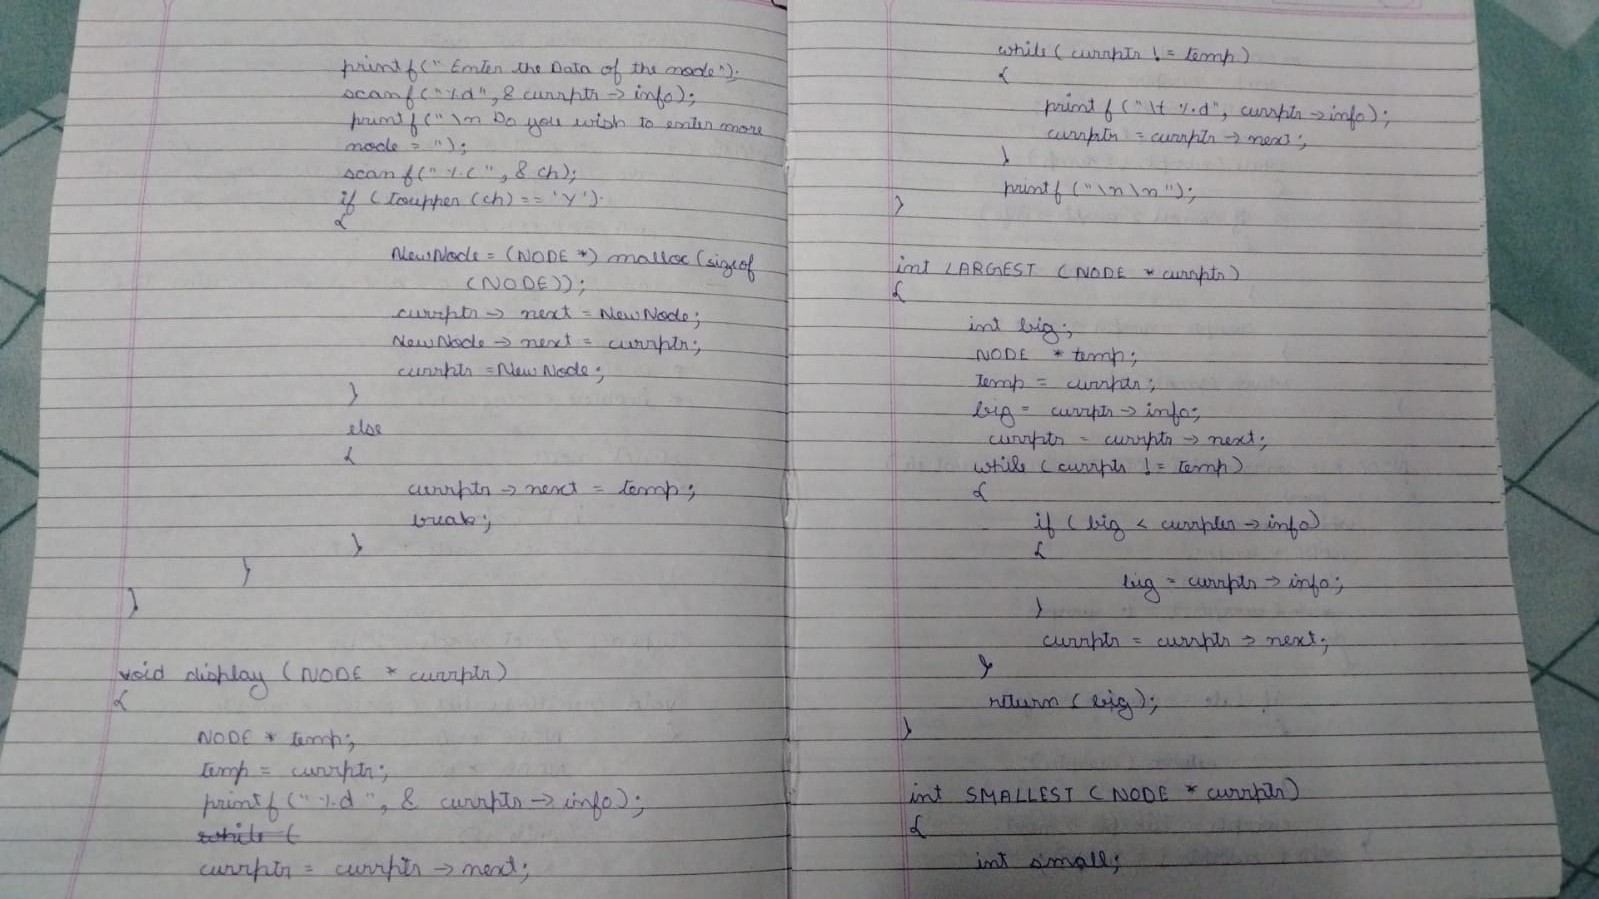 printf(" Enter the Data of the node");
scanf("%d", & currptr -> info);
printf(" \n Do you wish to enter more
node = ");
scanf(" %c ", & ch);
if ( toupper (ch) == 'Y')
{
NewNode = (NODE *) malloc (sizeof
(NODE));
currptr -> next = NewNode;
NewNode -> next = currptr;
currptr = NewNode;
}
else
{
currptr -> next = temp;
break;
}
}
}
void display ( NODE * currptr)
{
NODE * temp;
temp = currptr;
printf (" %d ", & currptr -> info);
while (
currptr = currptr -> next;
while ( currptr != temp)
{
printf (" \t %d", currptr -> info);
currptr = currptr -> next;
}
printf (" \n \n ");
}
int LARGEST ( NODE * currptr)
{
int big;
NODE * temp;
temp = currptr;
big = currptr -> info;
currptr = currptr -> next;
while ( currptr != temp)
{
if ( big < currptr -> info)
{
big = currptr -> info;
}
currptr = currptr -> next;
}
return ( big );
}
int SMALLEST ( NODE * currptr)
{
int small;